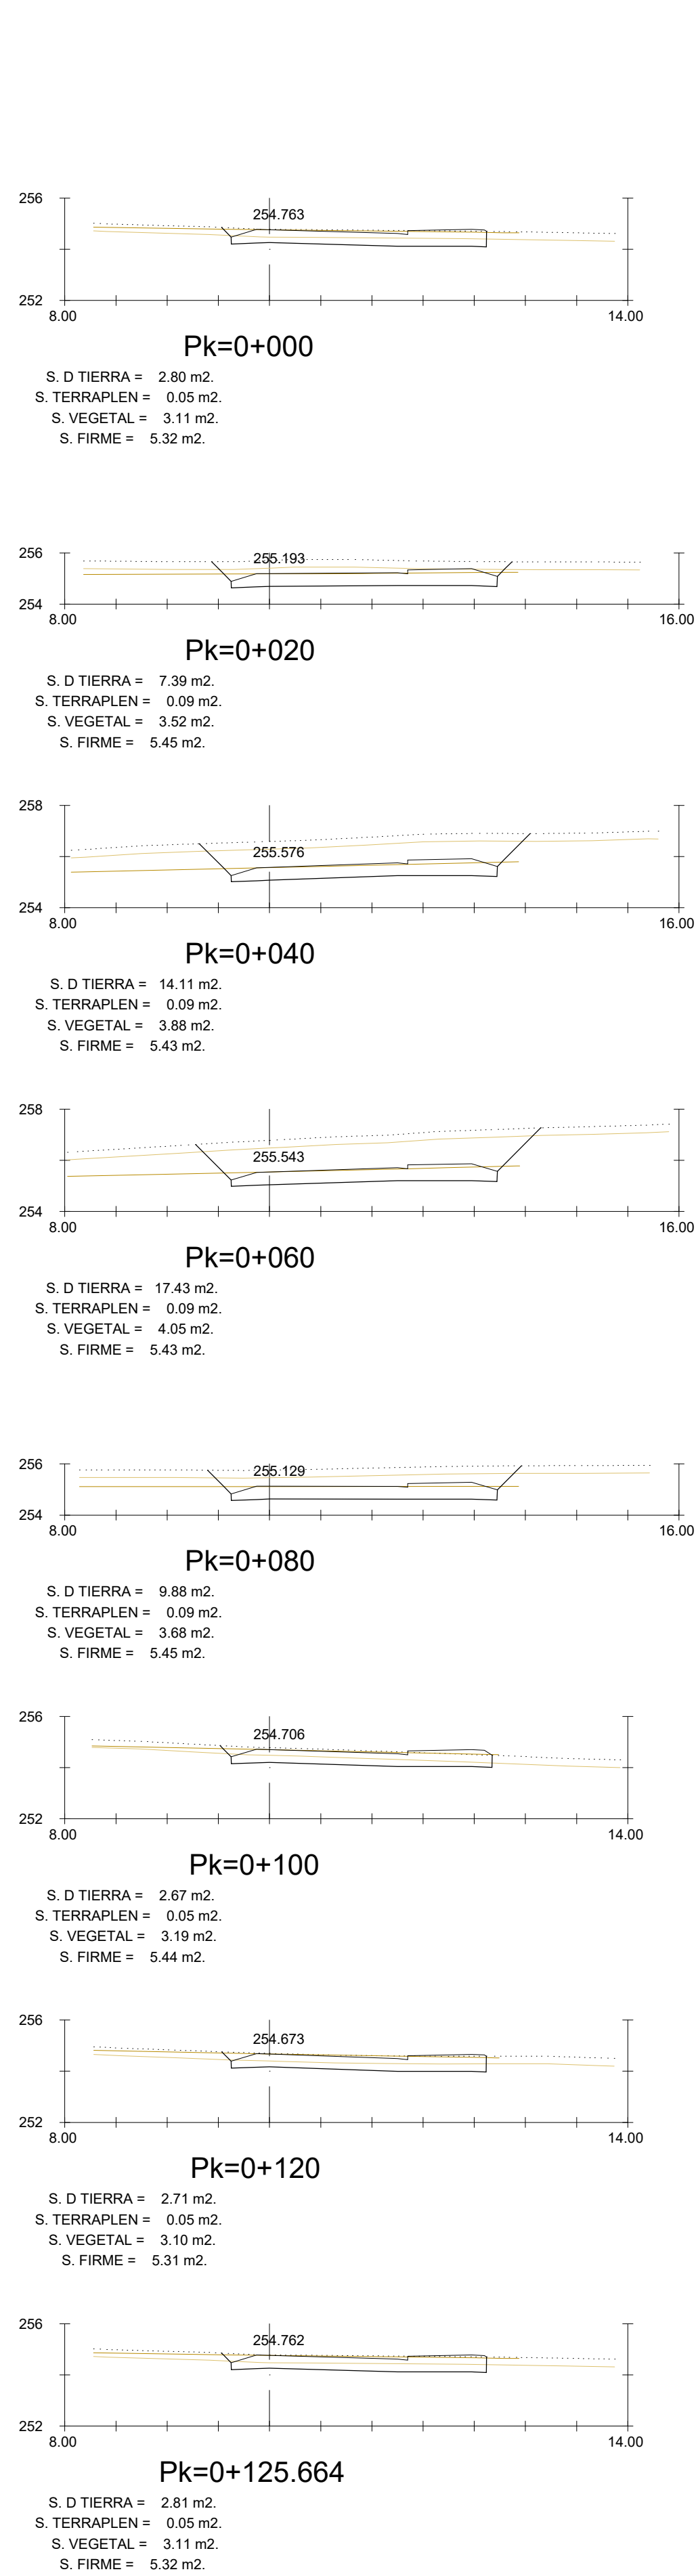 256
254.763
252
8.00 14.00
Pk=0+000
S. D TIERRA = 2.80 m2.
S. TERRAPLEN = 0.05 m2.
S. VEGETAL = 3.11 m2.
S. FIRME = 5.32 m2.
256
255.193
254
8.00 16.00
Pk=0+020
S. D TIERRA = 7.39 m2.
S. TERRAPLEN = 0.09 m2.
S. VEGETAL = 3.52 m2.
S. FIRME = 5.45 m2.
258
255.576
254
8.00 16.00
Pk=0+040
S. D TIERRA = 14.11 m2.
S. TERRAPLEN = 0.09 m2.
S. VEGETAL = 3.88 m2.
S. FIRME = 5.43 m2.
258
255.543
254
8.00 16.00
Pk=0+060
S. D TIERRA = 17.43 m2.
S. TERRAPLEN = 0.09 m2.
S. VEGETAL = 4.05 m2.
S. FIRME = 5.43 m2.
256
255.129
254
8.00 16.00
Pk=0+080
S. D TIERRA = 9.88 m2.
S. TERRAPLEN = 0.09 m2.
S. VEGETAL = 3.68 m2.
S. FIRME = 5.45 m2.
256
254.706
252
8.00 14.00
Pk=0+100
S. D TIERRA = 2.67 m2.
S. TERRAPLEN = 0.05 m2.
S. VEGETAL = 3.19 m2.
S. FIRME = 5.44 m2.
256
254.673
252
8.00 14.00
Pk=0+120
S. D TIERRA = 2.71 m2.
S. TERRAPLEN = 0.05 m2.
S. VEGETAL = 3.10 m2.
S. FIRME = 5.31 m2.
256
254.762
252
8.00 14.00
Pk=0+125.664
S. D TIERRA = 2.81 m2.
S. TERRAPLEN = 0.05 m2.
S. VEGETAL = 3.11 m2.
S. FIRME = 5.32 m2.